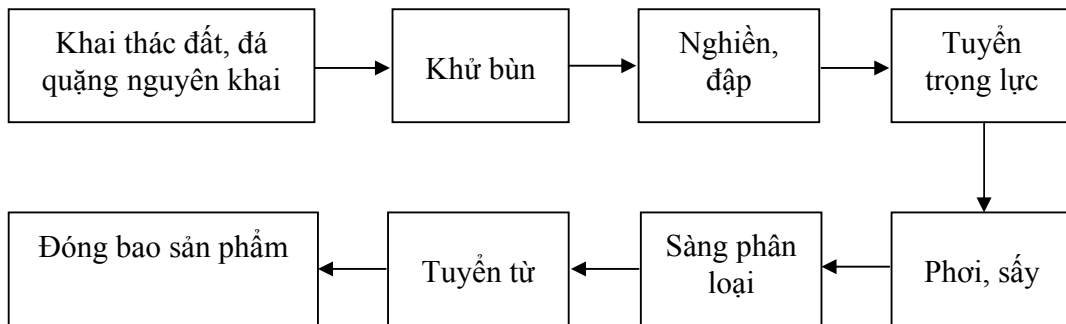 Khai thác đất, đá
quặng nguyên khai
Khử bùn
Nghiền,
đập
Tuyển
trọng lực
Phơi, sấy
Sàng phân
loại
Tuyển từ
Đóng bao sản phẩm